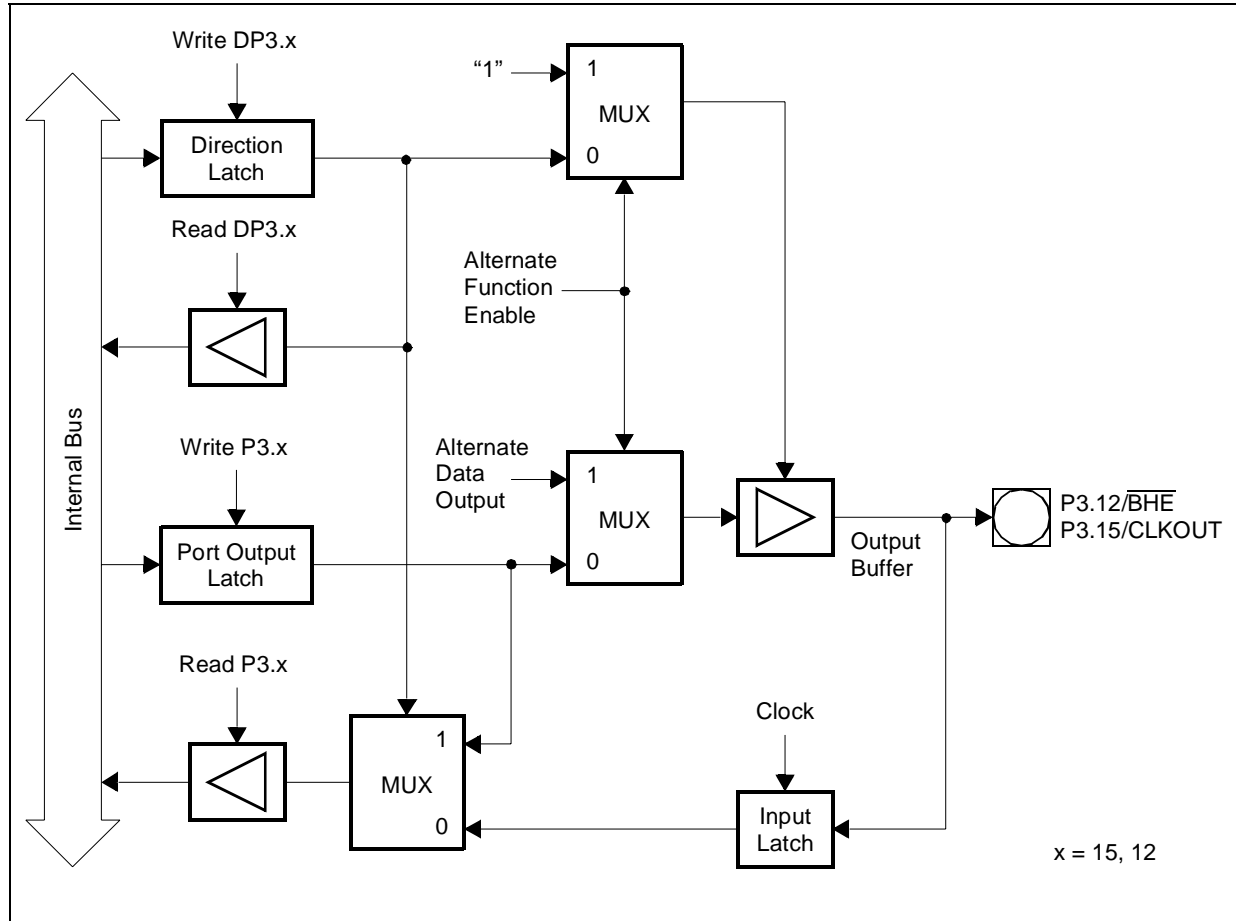 Write DP3.x
“1”
1
MUX
0
Direction
Latch
Read DP3.x
Alternate
Function
Enable
Internal Bus
Write P3.x
Alternate
Data
Output
1
MUX
0
Port Output
Latch
Output
Buffer
P3.12/B̅H̅E̅
P3.15/CLKOUT
Read P3.x
1
MUX
0
Clock
Input
Latch
x = 15, 12